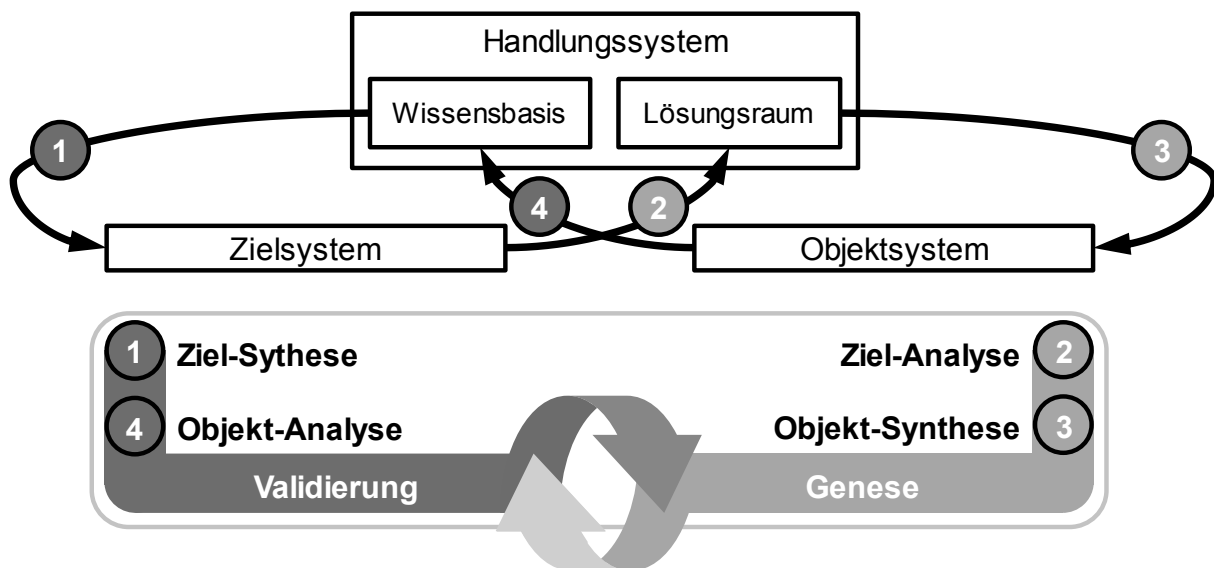 Handlungssystem
Wissensbasis Lösungsraum
1 3
4 2
Zielsystem Objektsystem
1 Ziel-Sythese Ziel-Analyse 2
4 Objekt-Analyse Objekt-Synthese 3
Validierung Genese